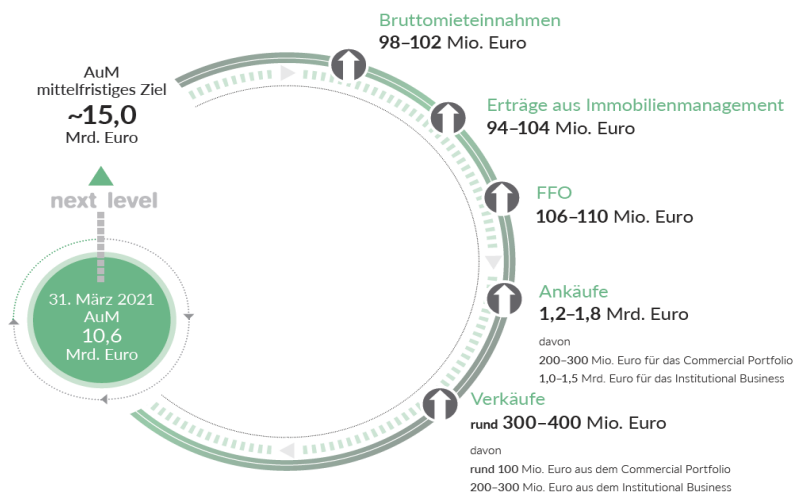 AuM
mittelfristiges Ziel
~15,0
Mrd. Euro
next level
31. März 2021
AuM
10,6
Mrd. Euro
Bruttomieteinnahmen
98–102 Mio. Euro
Erträge aus Immobilienmanagement
94–104 Mio. Euro
FFO
106–110 Mio. Euro
Ankäufe
1,2–1,8 Mrd. Euro
davon
200–300 Mio. Euro für das Commercial Portfolio
1,0–1,5 Mrd. Euro für das Institutional Business
Verkäufe
rund 300–400 Mio. Euro
davon
rund 100 Mio. Euro aus dem Commercial Portfolio
200–300 Mio. Euro aus dem Institutional Business